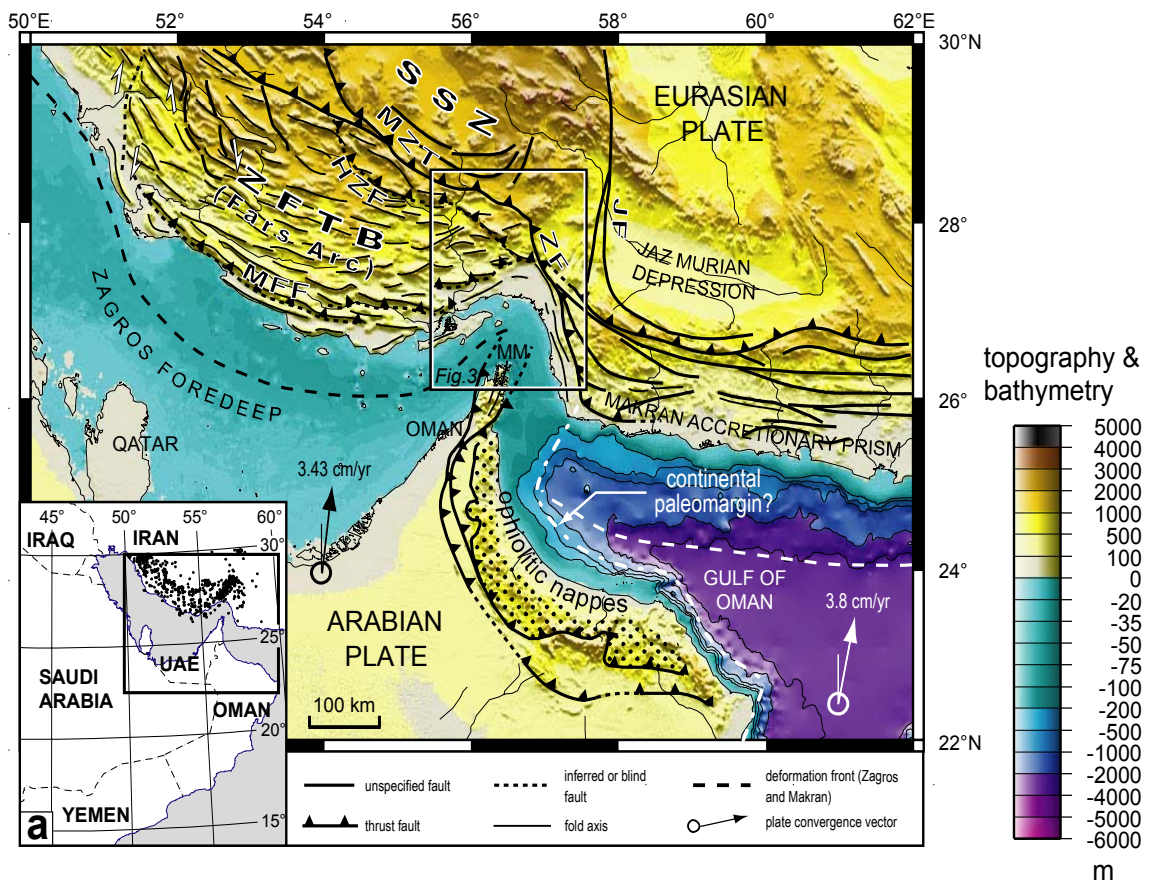 50°E 52° 54° 56° 58° 60° 62°E
30°N
28°
26°
24°
22°N
SSZ
MZT
HZF
ZFTB
(Fars Arc)
MFF
EURASIAN
PLATE
JF
ZF
JAZ MURIAN
DEPRESSION
ZAGROS FOREDEEP
MM
Fig.3
QATAR
OMAN
MAKRAN ACCRETIONARY PRISM
3.43 cm/yr
continental
paleomargin?
ophiolitic nappes
GULF OF
OMAN
3.8 cm/yr
ARABIAN
PLATE
100 km
45° 50° 55° 60°
IRAQ IRAN 30°
25°
UAE
SAUDI
ARABIA
OMAN
20°
YEMEN
15°
a
unspecified fault
inferred or blind
fault
deformation front (Zagros
and Makran)
thrust fault
fold axis
plate convergence vector
topography &
bathymetry
5000
4000
3000
2000
1000
500
100
0
-20
-35
-50
-75
-100
-200
-500
-1000
-2000
-4000
-5000
-6000
m